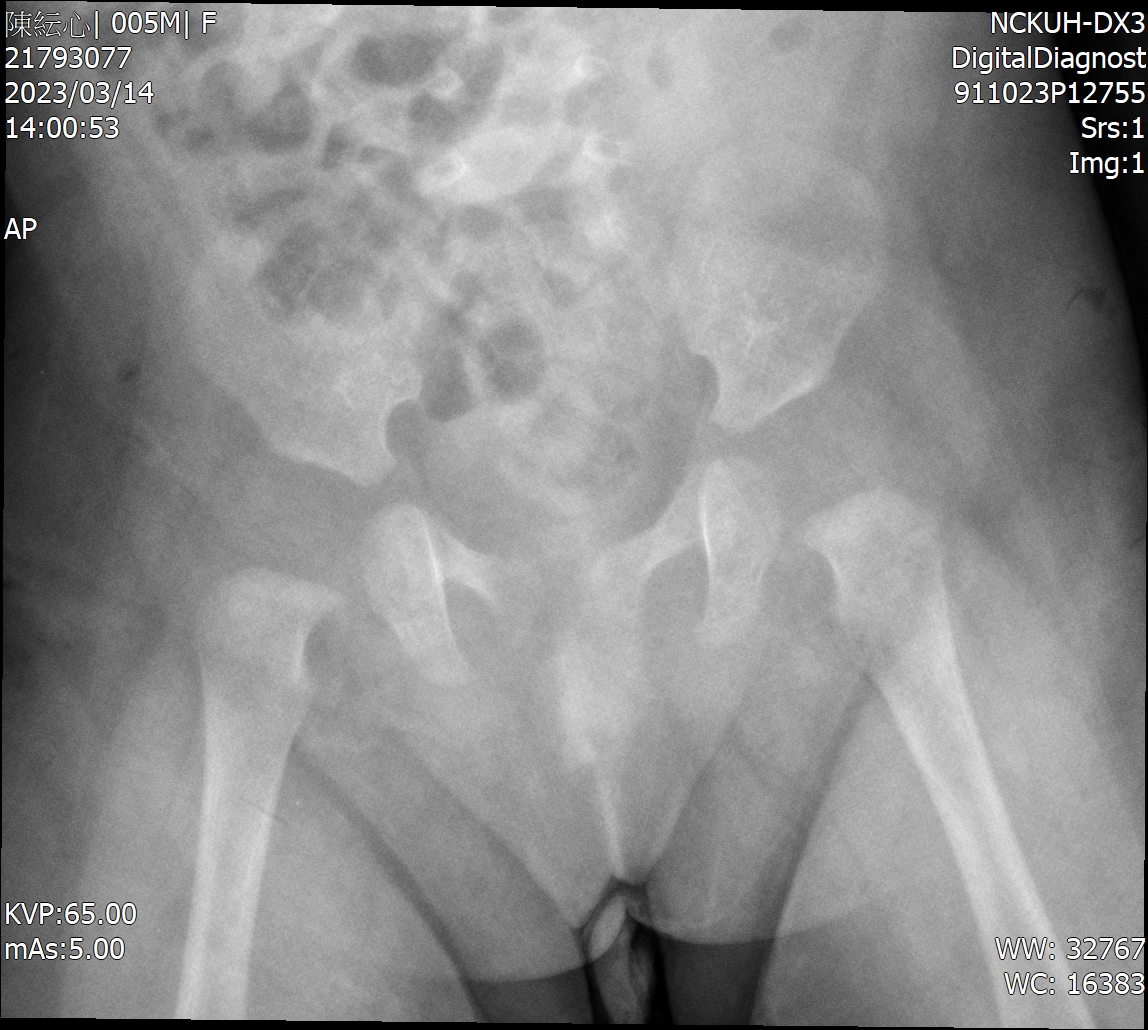 陳紜心| 005M| F
21793077
2023/03/14
14:00:53
AP
NCKUH-DX3
DigitalDiagnost
911023P12755
Srs:1
Img:1
KVP:65.00
mAs:5.00
WW: 32767
WC: 16383